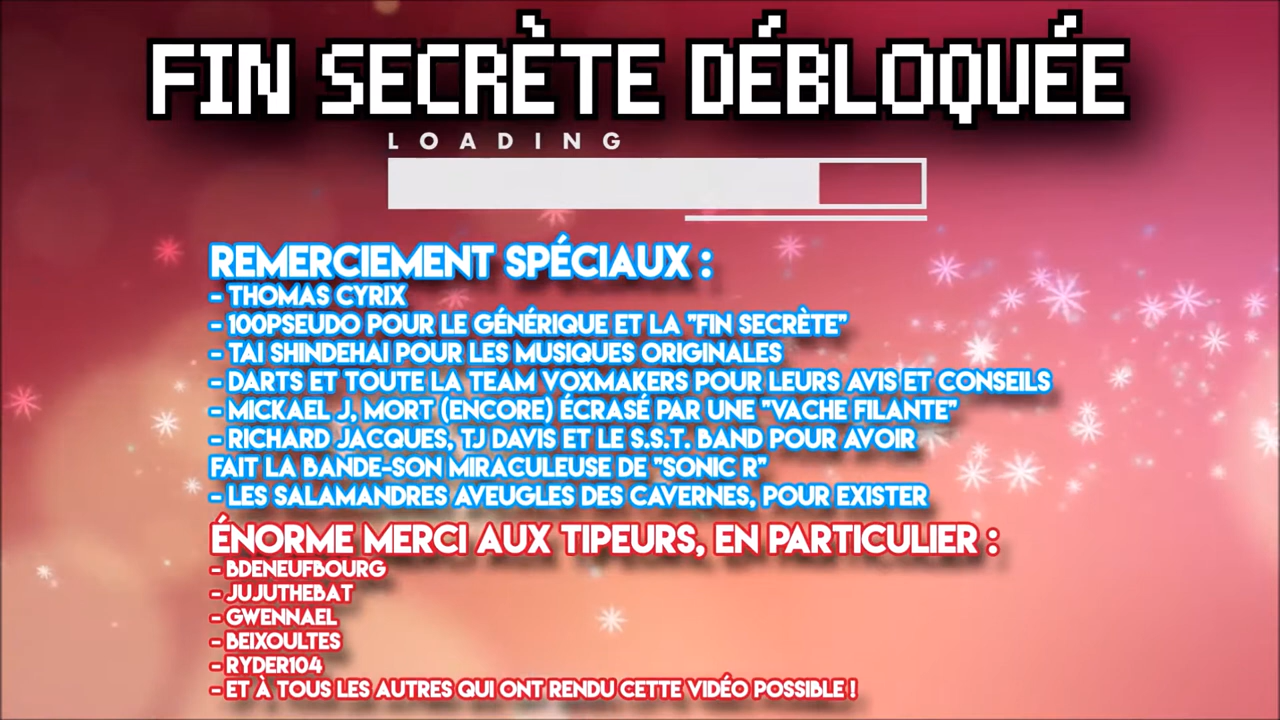 FIN SECRÈTE DÉBLOQUÉE
LOADING
REMERCIEMENT SPÉCIAUX :
- THOMAS CYRIX
- 100PSEUDO POUR LE GÉNÉRIQUE ET LA "FIN SECRÈTE"
- TAI SHINDEHAI POUR LES MUSIQUES ORIGINALES
- DARTS ET TOUTE LA TEAM VOXMAKERS POUR LEURS AVIS ET CONSEILS
- MICKAEL J, MORT (ENCORE) ÉCRASÉ PAR UNE "VACHE FILANTE"
- RICHARD JACQUES, TJ DAVIS ET LE S.S.T. BAND POUR AVOIR
FAIT LA BANDE-SON MIRACULEUSE DE "SONIC R"
- LES SALAMANDRES AVEUGLES DES CAVERNES, POUR EXISTER
ÉNORME MERCI AUX TIPEURS, EN PARTICULIER :
- BDENEUFBOURG
- JUJUTHEBAT
- GWENNAEL
- BEIXOULTES
- RYDER104
- ET À TOUS LES AUTRES QUI ONT RENDU CETTE VIDÉO POSSIBLE !